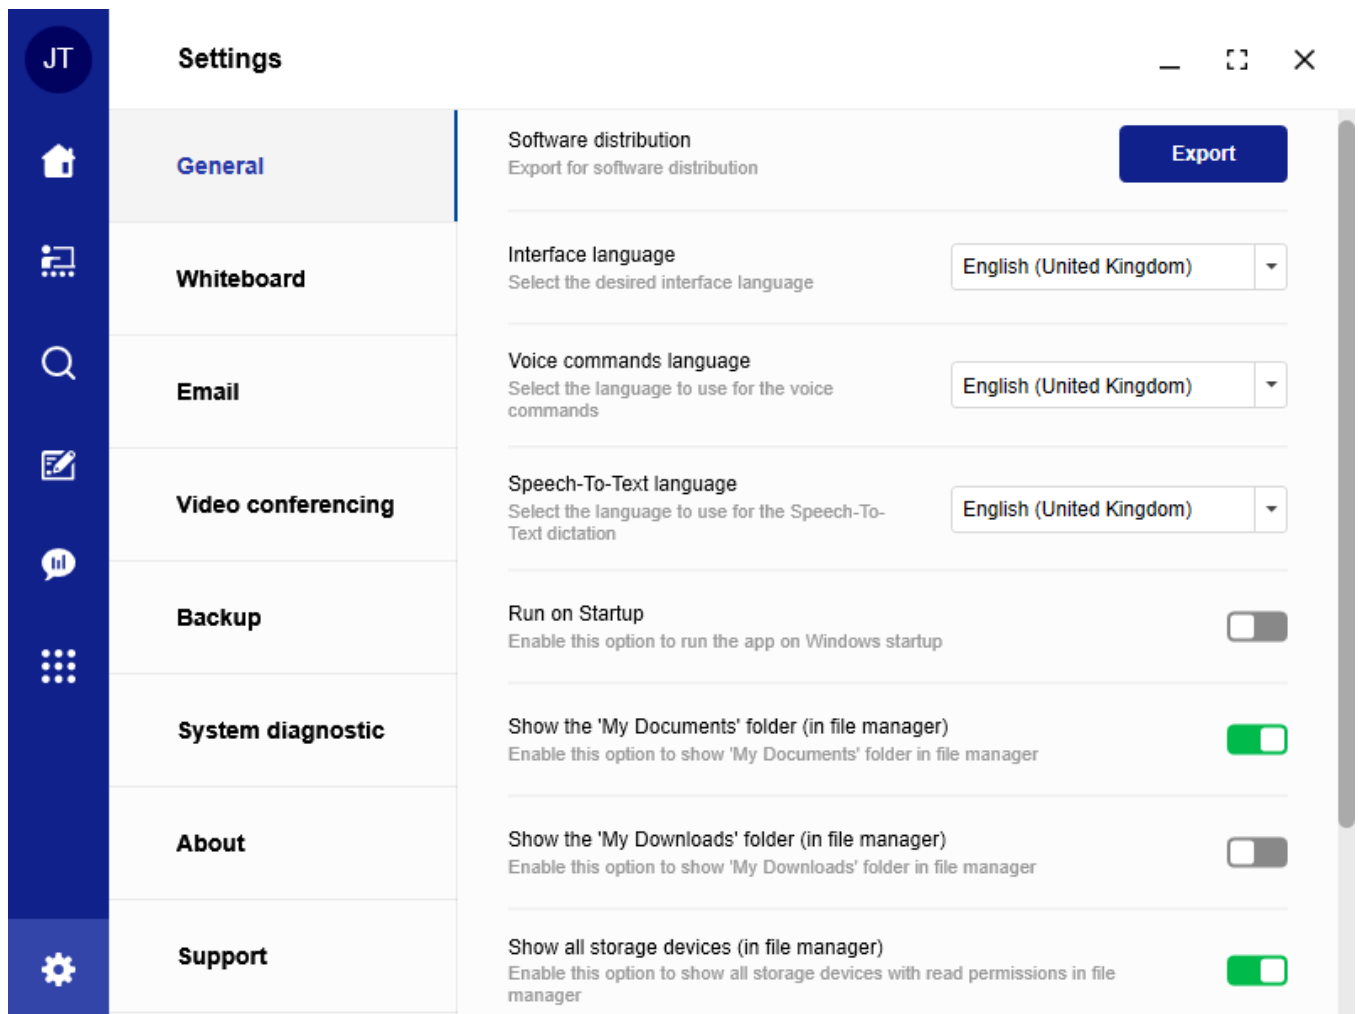 JT
Settings
General
Whiteboard
Email
Video conferencing
Backup
System diagnostic
About
Support
Software distribution
Export for software distribution
Export
Interface language
Select the desired interface language
English (United Kingdom)
Voice commands language
Select the language to use for the voice
commands
English (United Kingdom)
Speech-To-Text language
Select the language to use for the Speech-To-
Text dictation
English (United Kingdom)
Run on Startup
Enable this option to run the app on Windows startup
Show the 'My Documents' folder (in file manager)
Enable this option to show 'My Documents' folder in file manager
Show the 'My Downloads' folder (in file manager)
Enable this option to show 'My Downloads' folder in file manager
Show all storage devices (in file manager)
Enable this option to show all storage devices with read permissions in file
manager